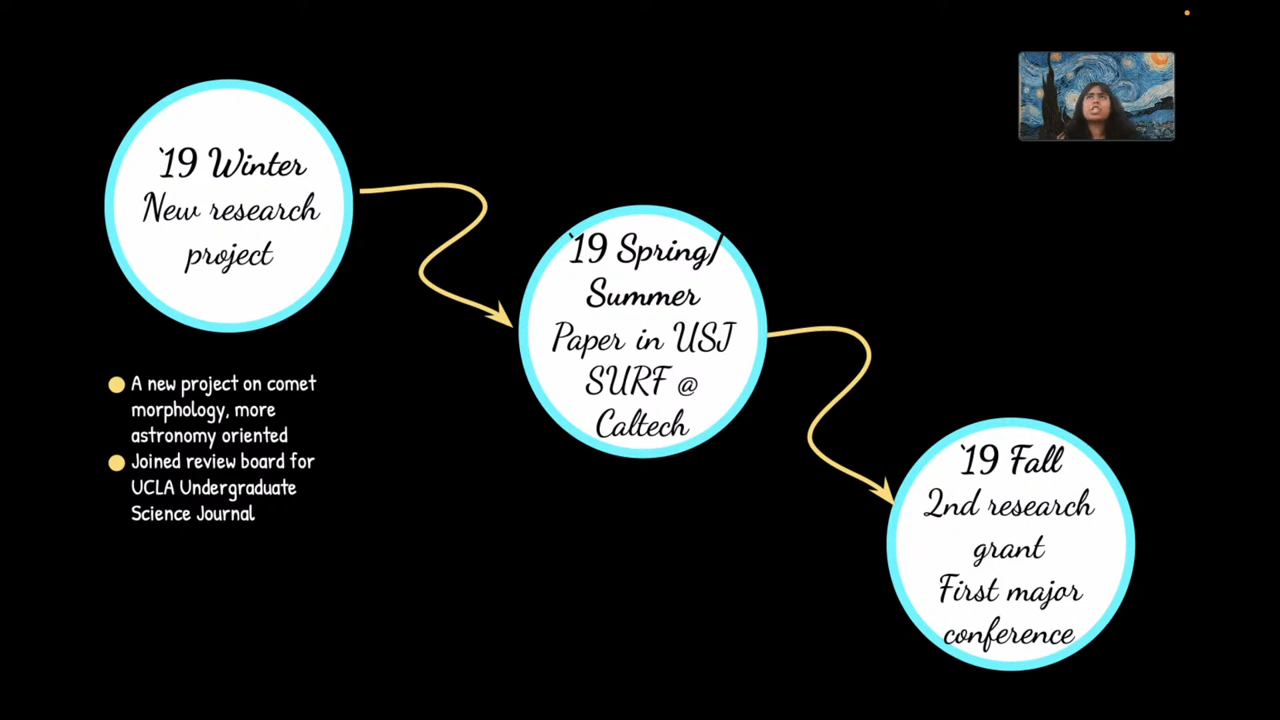 `19 Winter
New research
project
A new project on comet
morphology, more
astronomy oriented
Joined review board for
UCLA Undergraduate
Science Journal
`19 Spring/
Summer
Paper in USJ
SURF @
Caltech
`19 Fall
2nd research
grant
First major
conference